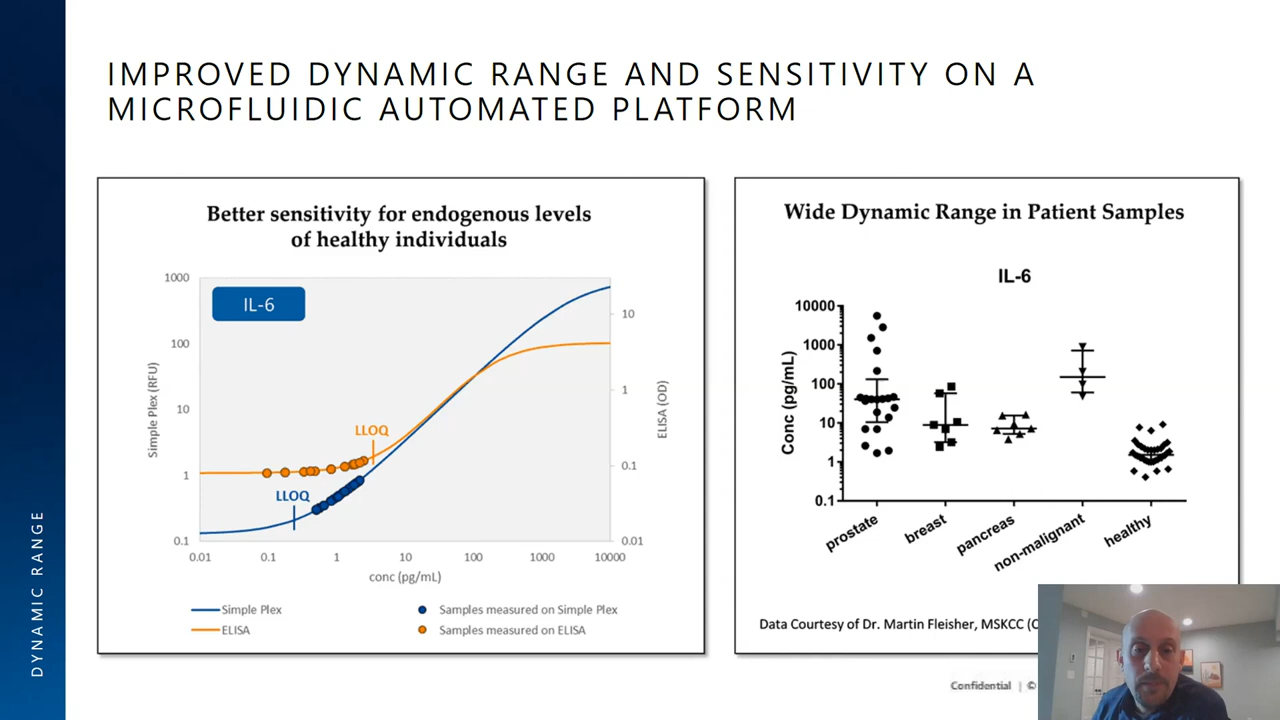 IMPROVED DYNAMIC RANGE AND SENSITIVITY ON A
MICROFLUIDIC AUTOMATED PLATFORM
DYNAMIC RANGE
Better sensitivity for endogenous levels
of healthy individuals
IL-6
1000
100
10
1
0.1
Simple Plex (RFU)
10
1
0.1
0.01
ELISA (OD)
LLOQ
LLOQ
0.01
0.1
1
10
100
1000
10000
conc (pg/mL)
Simple Plex
Samples measured on Simple Plex
ELISA
Samples measured on ELISA
Wide Dynamic Range in Patient Samples
IL-6
10000
1000
100
10
1
0.1
Conc (pg/mL)
prostate
breast
pancreas
non-malignant
healthy
Data Courtesy of Dr. Martin Fleisher, MSKCC (
Confidential | ©